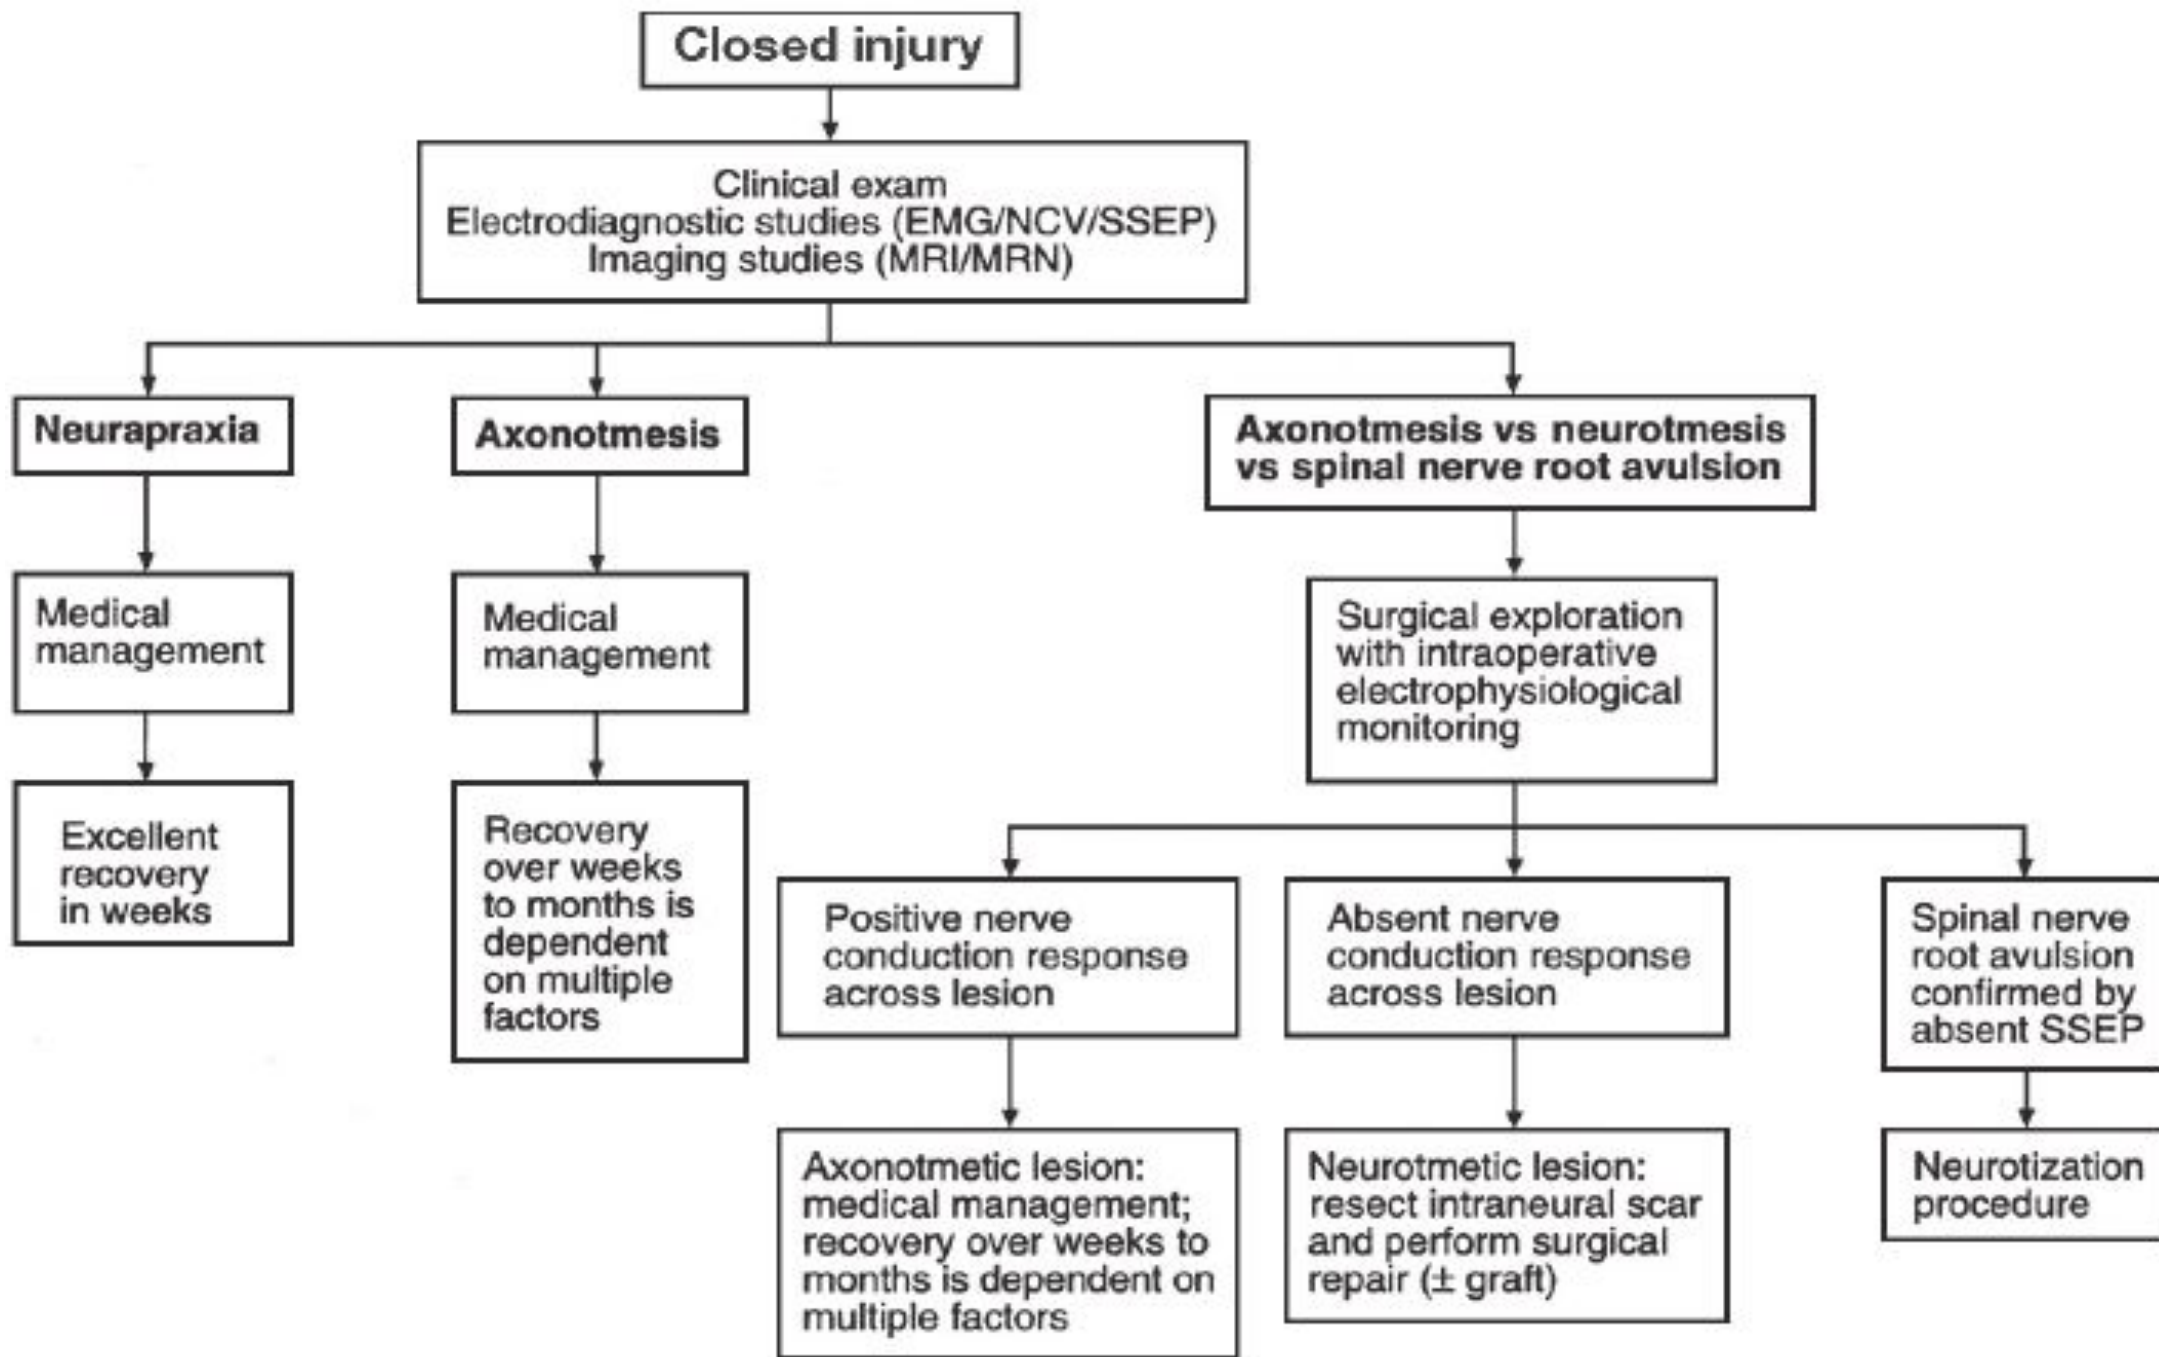 Closed injury
Clinical exam
Electrodiagnostic studies (EMG/NCV/SSEP)
Imaging studies (MRI/MRN)
Neurapraxia
Axonotmesis
Axonotmesis vs neurotmesis
vs spinal nerve root avulsion
Medical
management
Medical
management
Surgical exploration
with intraoperative
electrophysiological
monitoring
Excellent
recovery
in weeks
Recovery
over weeks
to months is
dependent
on multiple
factors
Positive nerve
conduction response
across lesion
Absent nerve
conduction response
across lesion
Spinal nerve
root avulsion
confirmed by
absent SSEP
Axonotmetic lesion:
medical management;
recovery over weeks to
months is dependent on
multiple factors
Neurotmetic lesion:
resect intraneural scar
and perform surgical
repair (± graft)
Neurotization
procedure